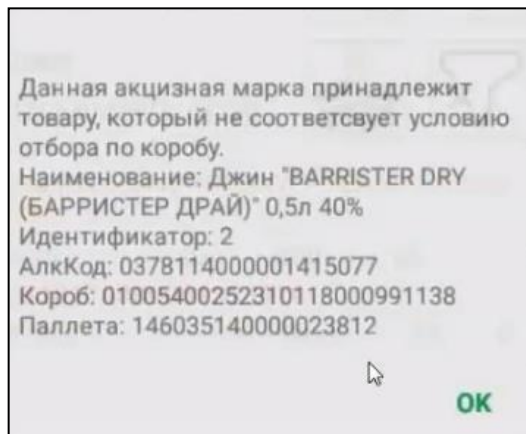 Данная акцизная марка принадлежит
товару, который не соответсвует условию
отбора по коробу.
Наименование: Джин "BARRISTER DRY
(БАРРИСТЕР ДРАЙ)" 0,5л 40%
Идентификатор: 2
АлкКод: 0378114000001415077
Короб: 01005400252310118000991138
Паллета: 146035140000023812
OK